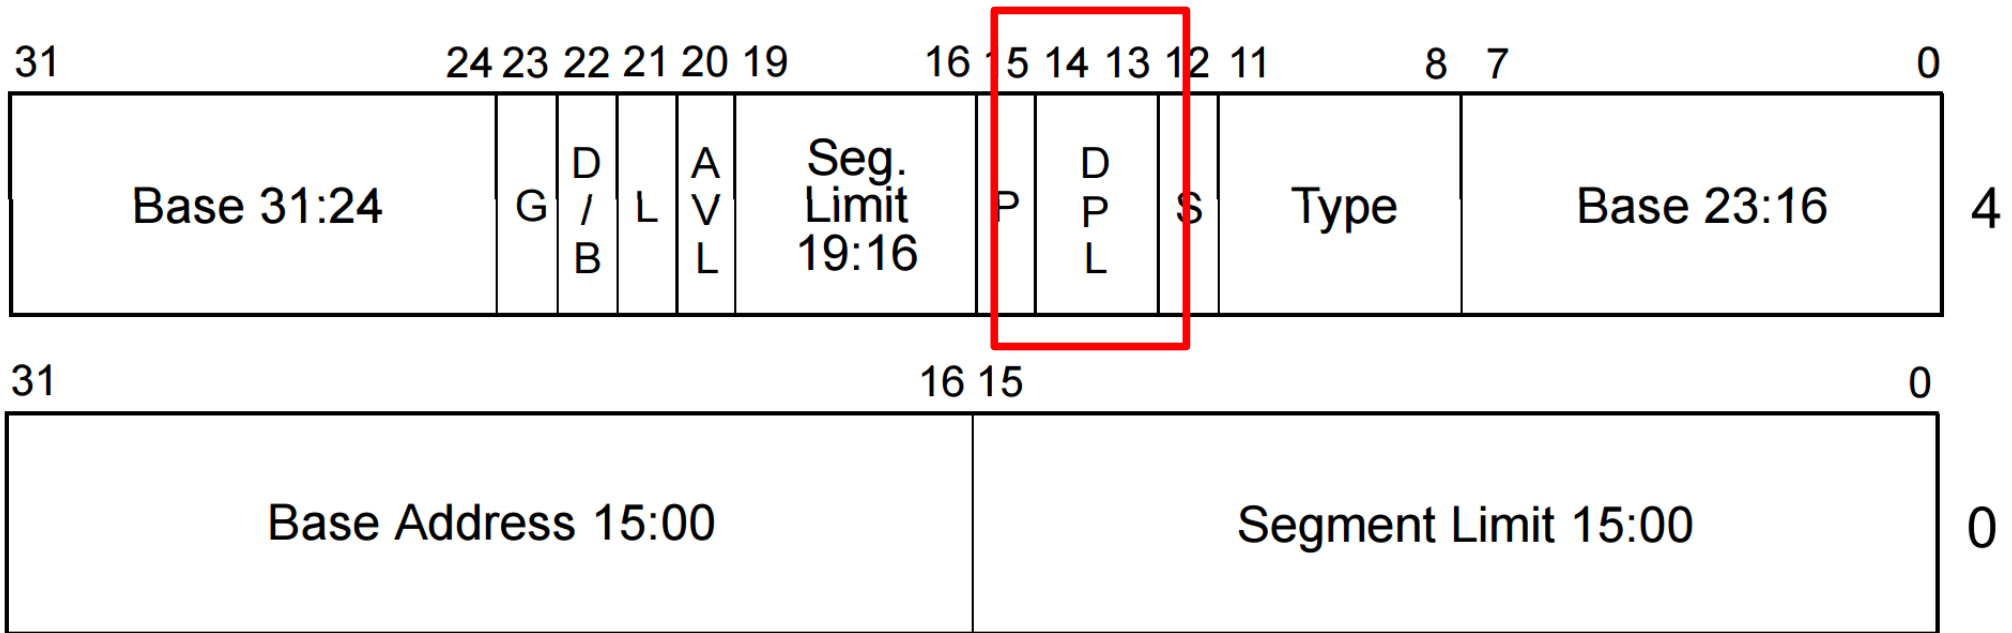 31 24 23 22 21 20 19 16 15 14 13 12 11 8 7 0
Base 31:24 G D/B L AVL Seg. Limit 19:16 P DPL S Type Base 23:16 4
31 16 15 0
Base Address 15:00 Segment Limit 15:00 0